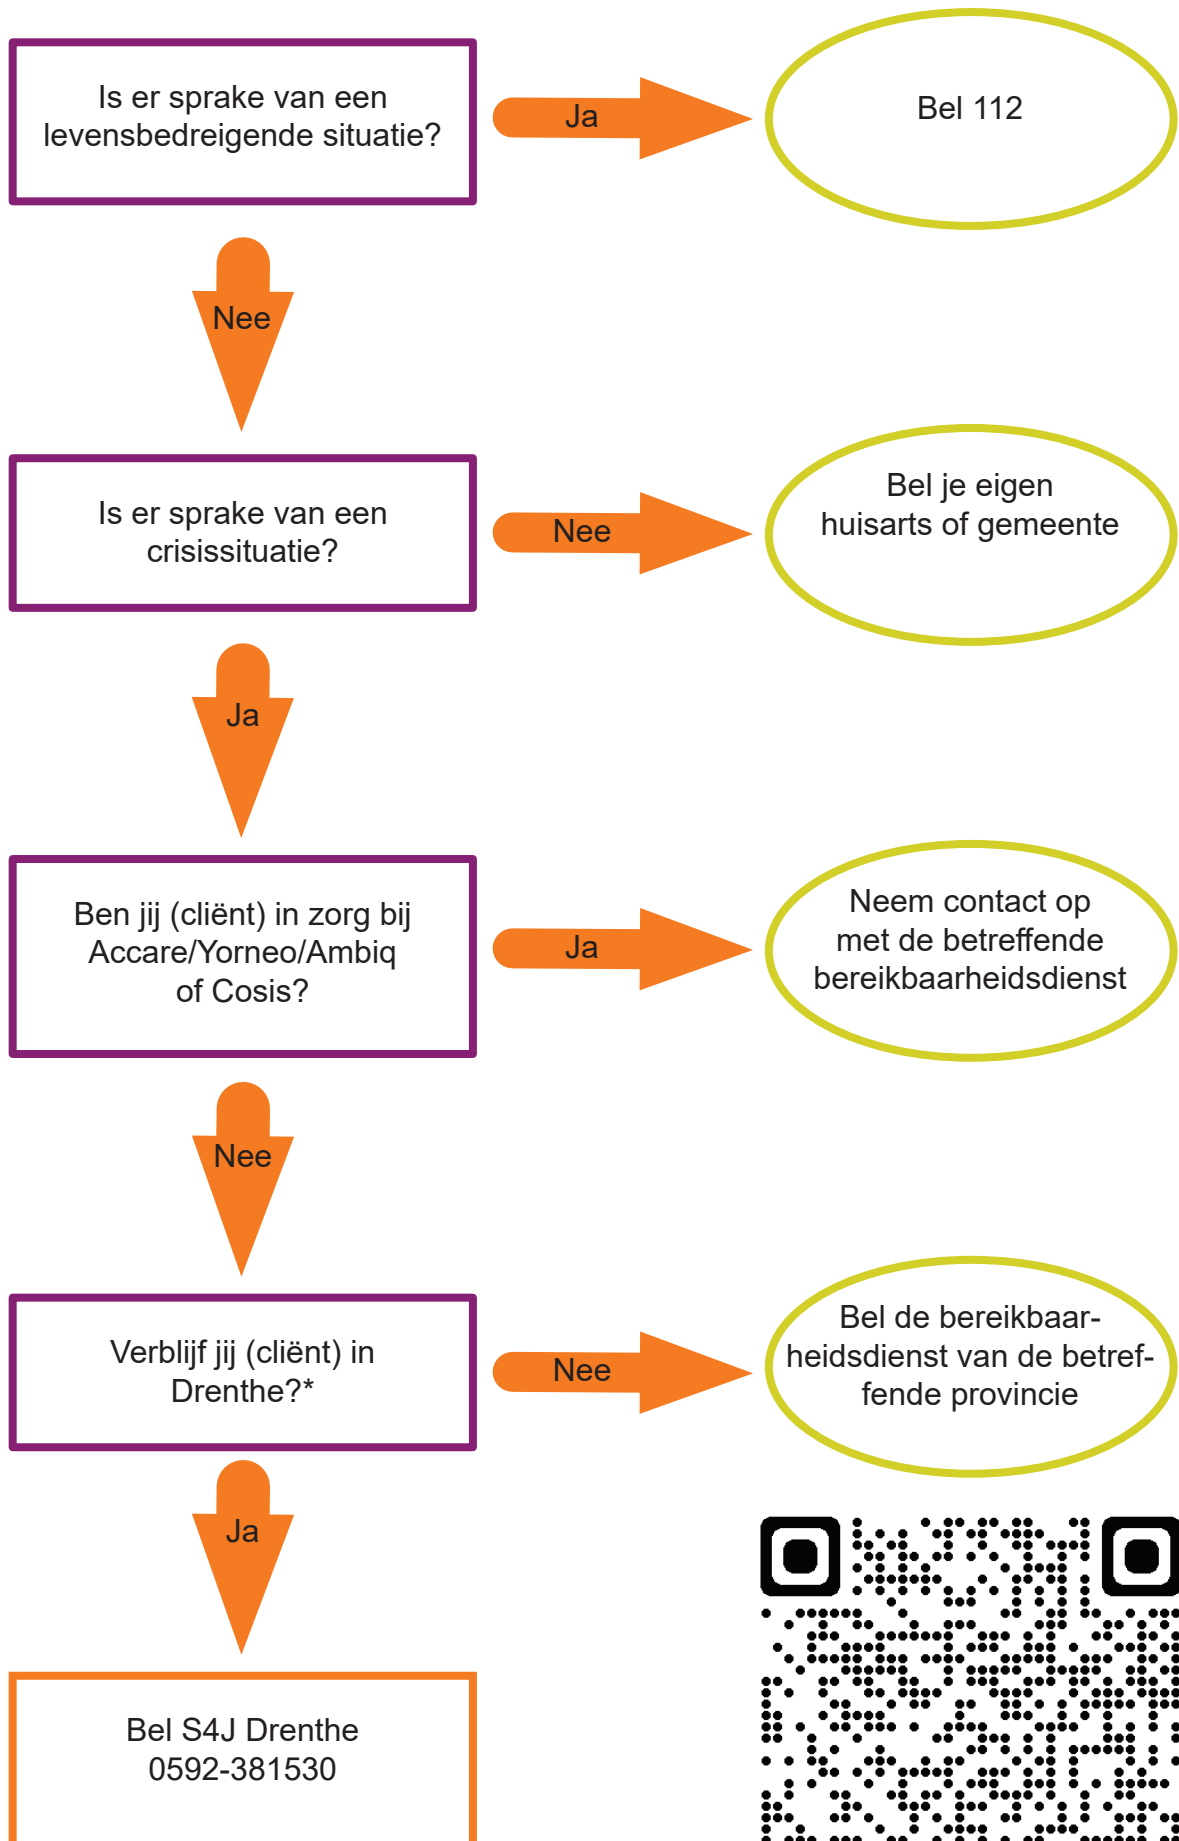 Is er sprake van een
levensbedreigende situatie?
Ja
Bel 112
Nee
Is er sprake van een
crisissituatie?
Nee
Bel je eigen
huisarts of gemeente
Ja
Ben jij (cliënt) in zorg bij
Accare/Yorneo/Ambiq
of Cosis?
Ja
Neem contact op
met de betreffende
bereikbaarheidsdienst
Nee
Verblijf jij (cliënt) in
Drenthe?*
Nee
Bel de bereikbaar-
heidsdienst van de betref-
fende provincie
Ja
Bel S4J Drenthe
0592-381530